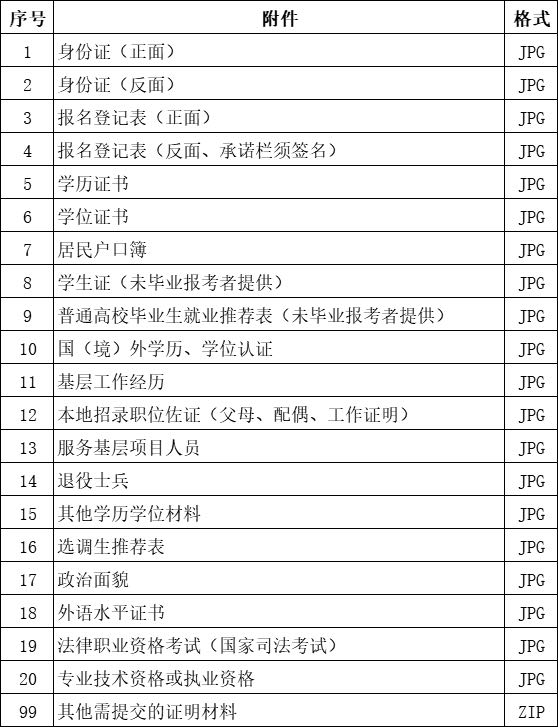 序号 附件 格式
1 身份证（正面） JPG
2 身份证（反面） JPG
3 报名登记表（正面） JPG
4 报名登记表（反面、承诺栏须签名） JPG
5 学历证书 JPG
6 学位证书 JPG
7 居民户口簿 JPG
8 学生证（未毕业报考者提供） JPG
9 普通高校毕业生就业推荐表（未毕业报考者提供） JPG
10 国（境）外学历、学位认证 JPG
11 基层工作经历 JPG
12 本地招录职位佐证（父母、配偶、工作证明） JPG
13 服务基层项目人员 JPG
14 退役士兵 JPG
15 其他学历学位材料 JPG
16 选调生推荐表 JPG
17 政治面貌 JPG
18 外语水平证书 JPG
19 法律职业资格考试（国家司法考试） JPG
20 专业技术资格或执业资格 JPG
99 其他需提交的证明材料 ZIP